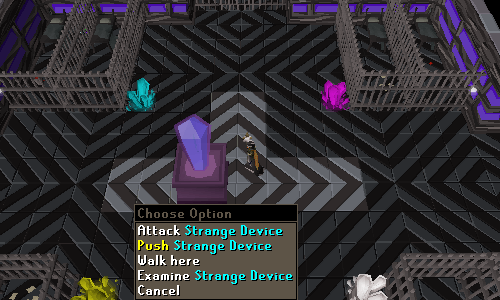 Choose Option
Attack Strange Device
Push Strange Device
Walk here
Examine Strange Device
Cancel